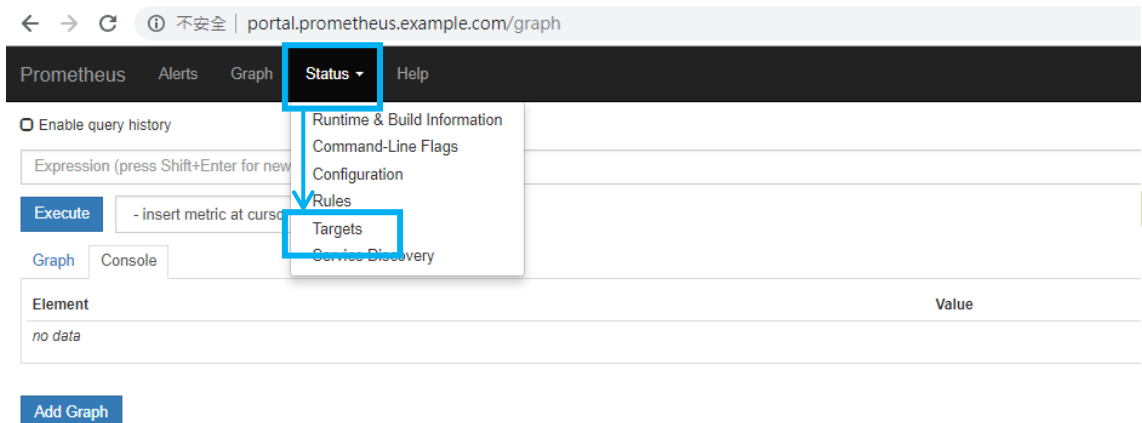 不安全 | portal.prometheus.example.com/graph
Prometheus Alerts Graph Status Help
Enable query history
Runtime & Build Information
Command-Line Flags
Expression (press Shift+Enter for new
Configuration
Rules
Execute - insert metric at curso
Targets
Service Discovery
Graph Console
Element Value
no data
Add Graph